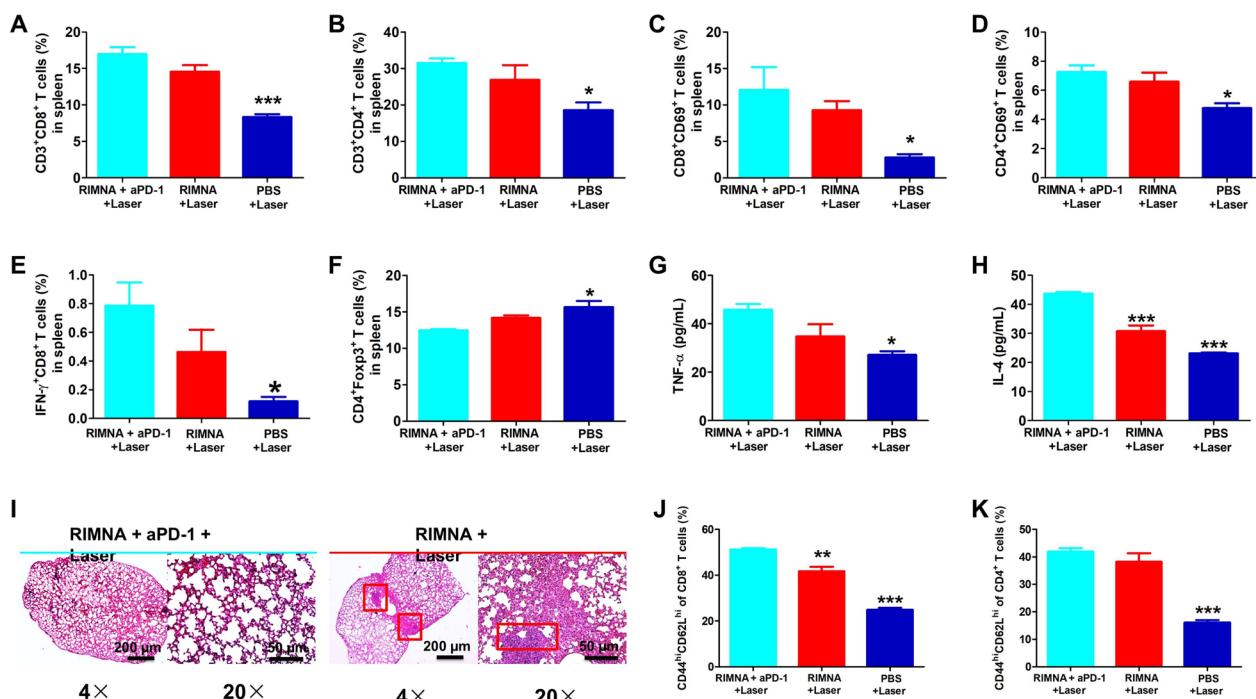 A
CD3+CD8+ T cells (%)
in spleen
20
15
10
5
0
***
RIMNA + aPD-1
+Laser
RIMNA
+Laser
PBS
+Laser
B
CD3+CD4+ T cells (%)
in spleen
40
30
20
10
0
*
RIMNA + aPD-1
+Laser
RIMNA
+Laser
PBS
+Laser
C
CD8+CD69+ T cells (%)
in spleen
20
15
10
5
0
*
RIMNA + aPD-1
+Laser
RIMNA
+Laser
PBS
+Laser
D
CD4+CD69+ T cells (%)
in spleen
10
8
6
4
2
0
*
RIMNA + aPD-1
+Laser
RIMNA
+Laser
PBS
+Laser
E
IFN-γ+CD8+ T cells (%)
in spleen
1.0
0.8
0.6
0.4
0.2
0.0
*
RIMNA + aPD-1
+Laser
RIMNA
+Laser
PBS
+Laser
F
CD4+Foxp3+ T cells (%)
in spleen
20
15
10
5
0
*
RIMNA + aPD-1
+Laser
RIMNA
+Laser
PBS
+Laser
G
TNF-α (pg/mL)
60
40
20
0
*
RIMNA + aPD-1
+Laser
RIMNA
+Laser
PBS
+Laser
H
IL-4 (pg/mL)
50
40
30
20
10
0
***
***
RIMNA + aPD-1
+Laser
RIMNA
+Laser
PBS
+Laser
I
RIMNA + aPD-1 +
Laser
200 μm
50 μm
4×
20×
RIMNA +
Laser
200 μm
50 μm
4×
20×
J
CD44hiCD62Lhi of CD8+ T cells (%)
60
40
20
0
**
***
RIMNA + aPD-1
+Laser
RIMNA
+Laser
PBS
+Laser
K
CD44hiCD62Lhi of CD4+ T cells (%)
50
40
30
20
10
0
***
RIMNA + aPD-1
+Laser
RIMNA
+Laser
PBS
+Laser